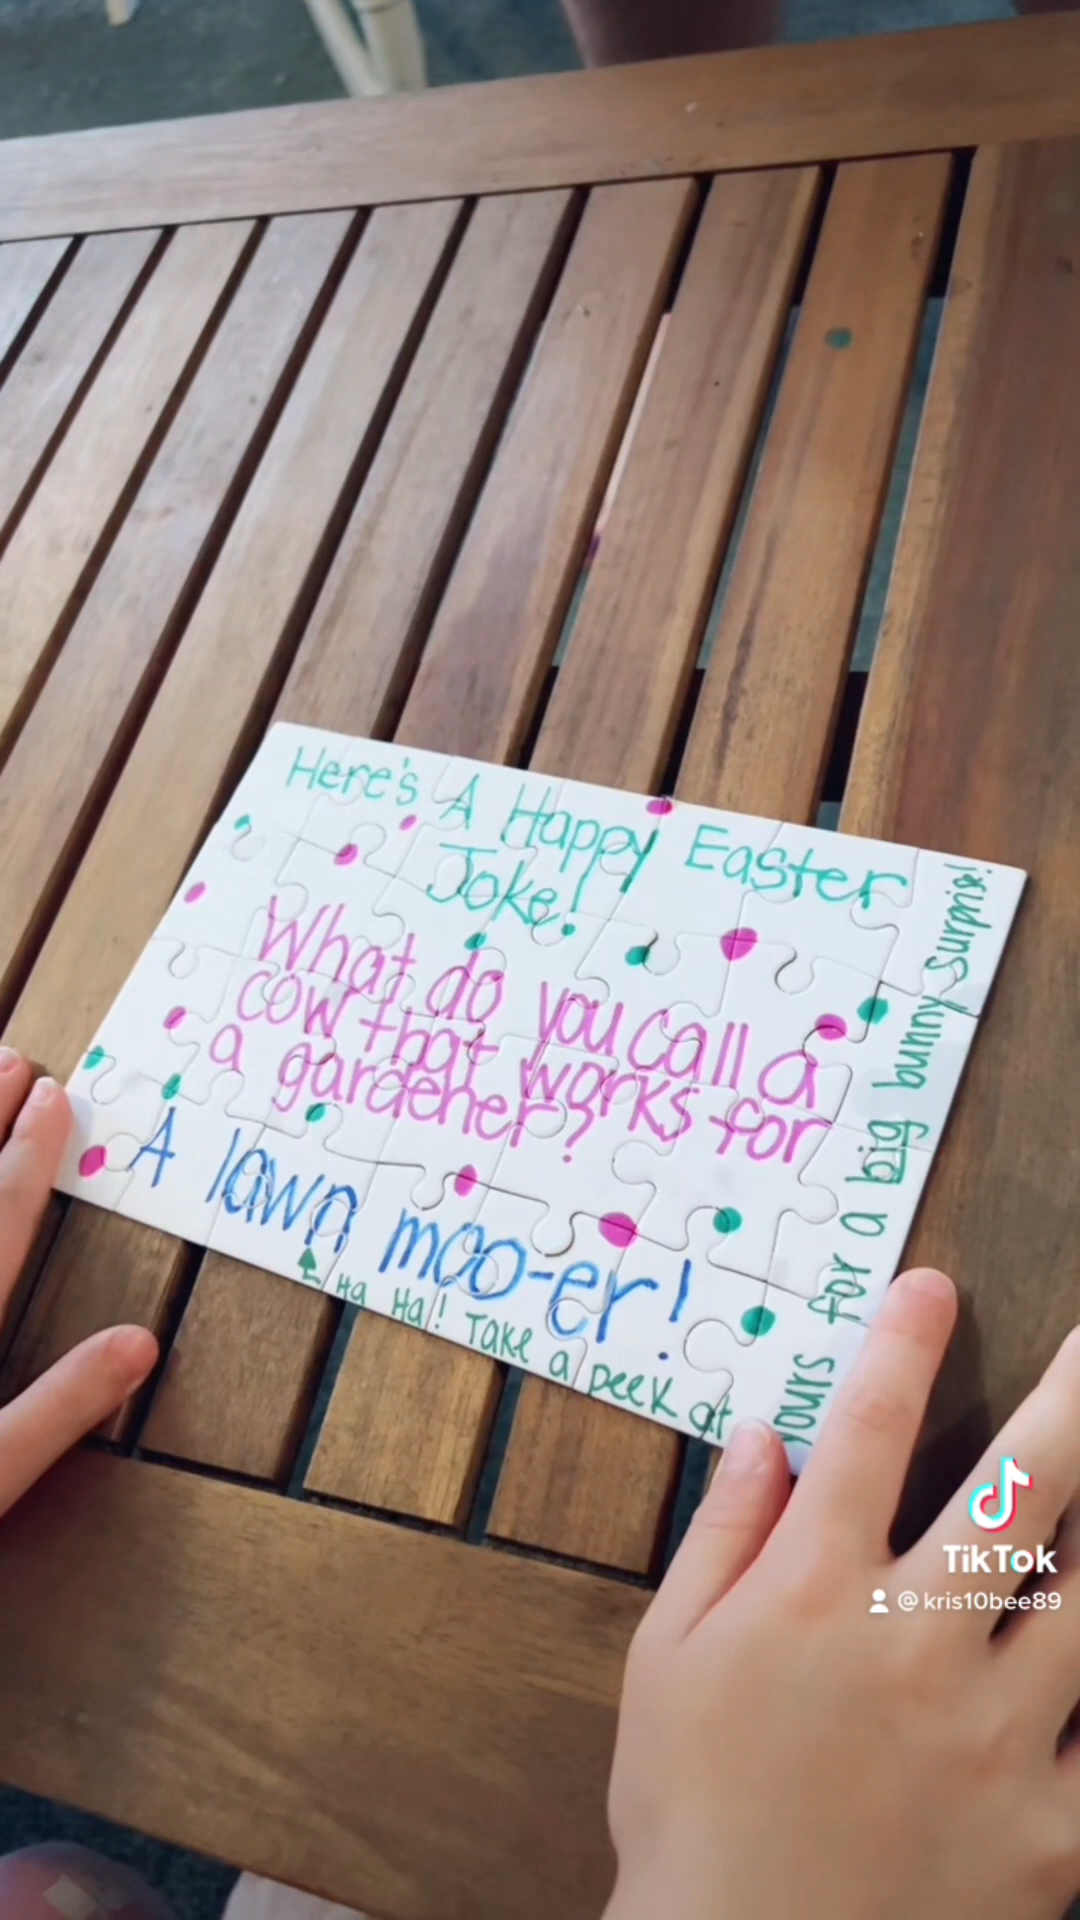 Here's A Happy Easter
Joke!
What do you call a
cow that works for
a gardener?
A lawn moo-er!
Ha Ha! Take a peek at
yours for a big bunny surprise!
TikTok
@kris10bee89